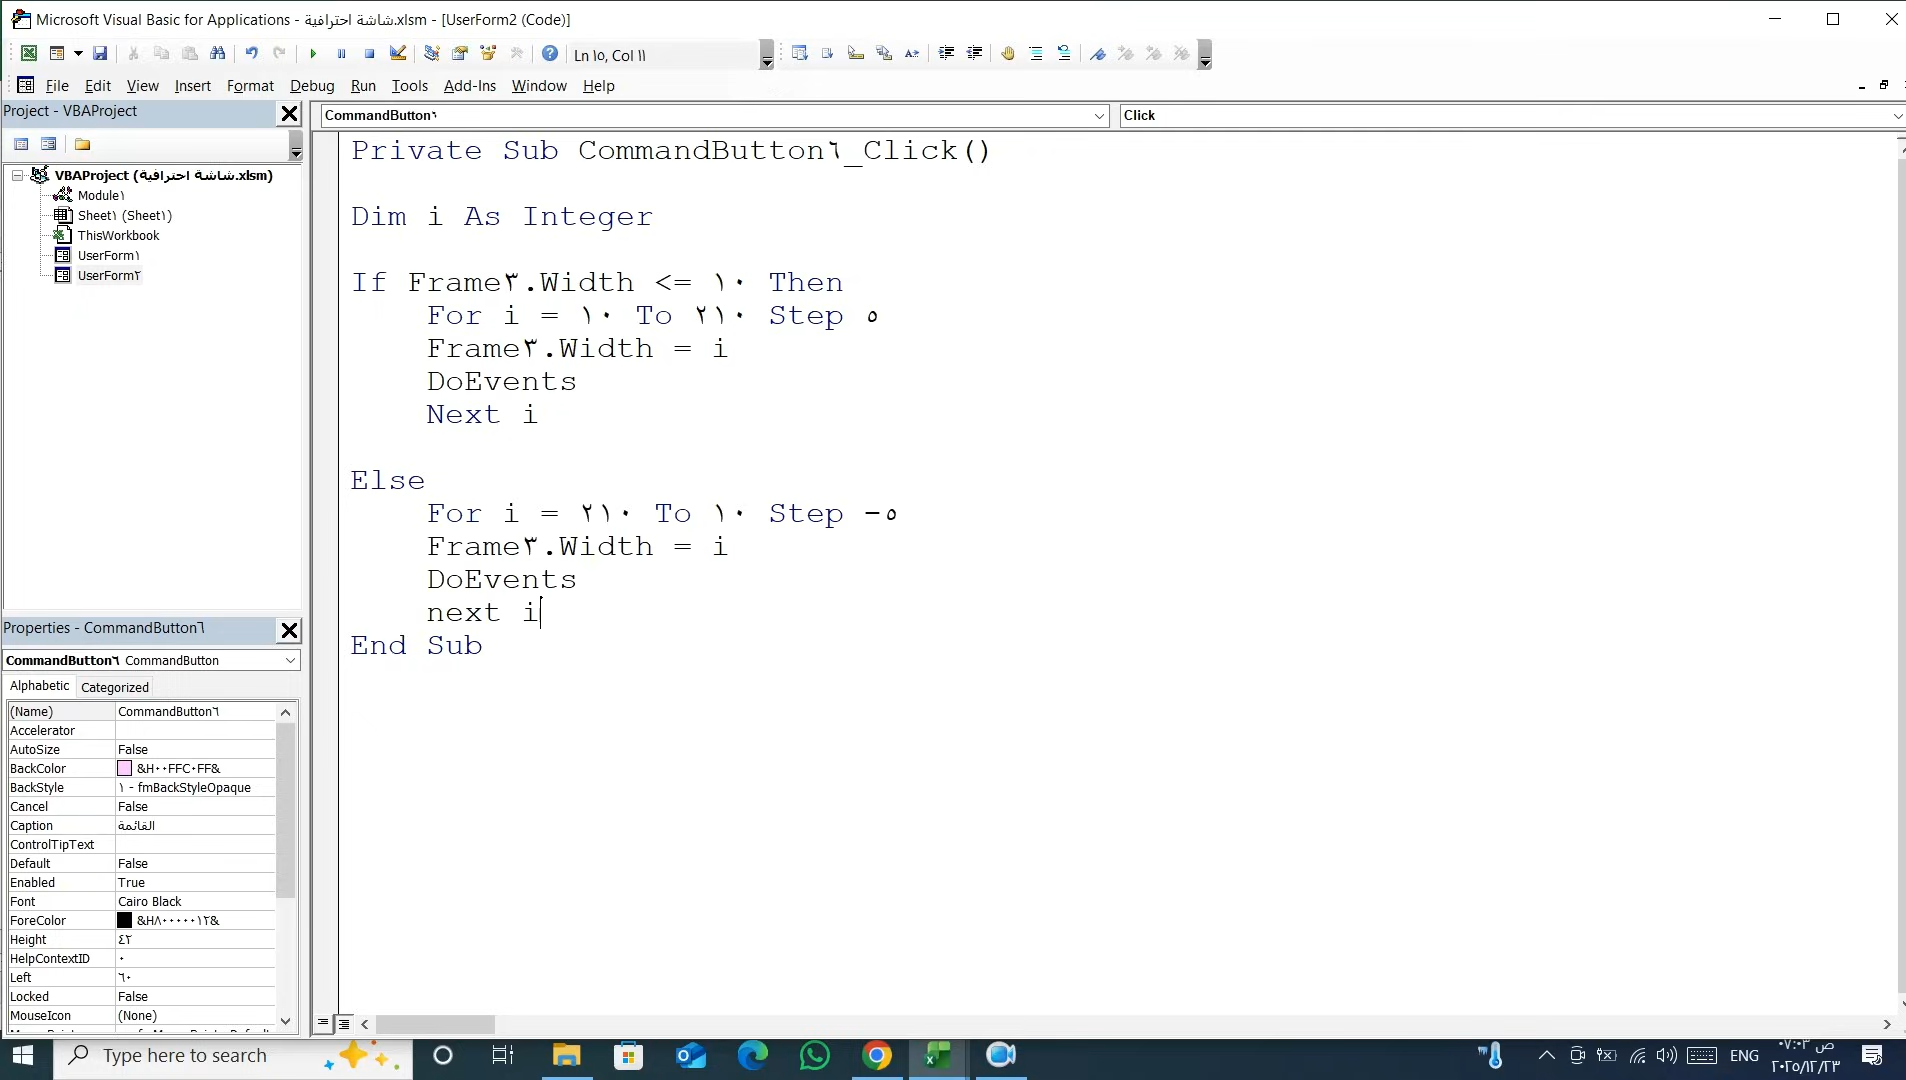 Microsoft Visual Basic for Applications - شاشة احترافية.xlsm - [UserForm2 (Code)]
Ln ١٥, Col ١١
File Edit View Insert Format Debug Run Tools Add-Ins Window Help
Project - VBAProject
VBAProject (شاشة احترافية.xlsm)
Module١
Sheet١ (Sheet١)
ThisWorkbook
UserForm١
UserForm٢
CommandButton٦
Click
Private Sub CommandButton٦_Click()
Dim i As Integer
If Frame٣.Width <= ١٠ Then
For i = ١٠ To ٢١٠ Step ٥
Frame٣.Width = i
DoEvents
Next i
Else
For i = ٢١٠ To ١٠ Step -٥
Frame٣.Width = i
DoEvents
next i
End Sub
Properties - CommandButton٦
CommandButton٦ CommandButton
Alphabetic Categorized
(Name) CommandButton٦
Accelerator
AutoSize False
BackColor &H٠٠FFC٠FF&
BackStyle ١ - fmBackStyleOpaque
Cancel False
Caption القائمة
ControlTipText
Default False
Enabled True
Font Cairo Black
ForeColor &H٨٠٠٠٠٠١٢&
Height ٤٢
HelpContextID ٠
Left ٦٠
Locked False
MouseIcon (None)
Type here to search
ENG
٠٧:٠٣ ص
٢٠٢٥/١٢/٢٣